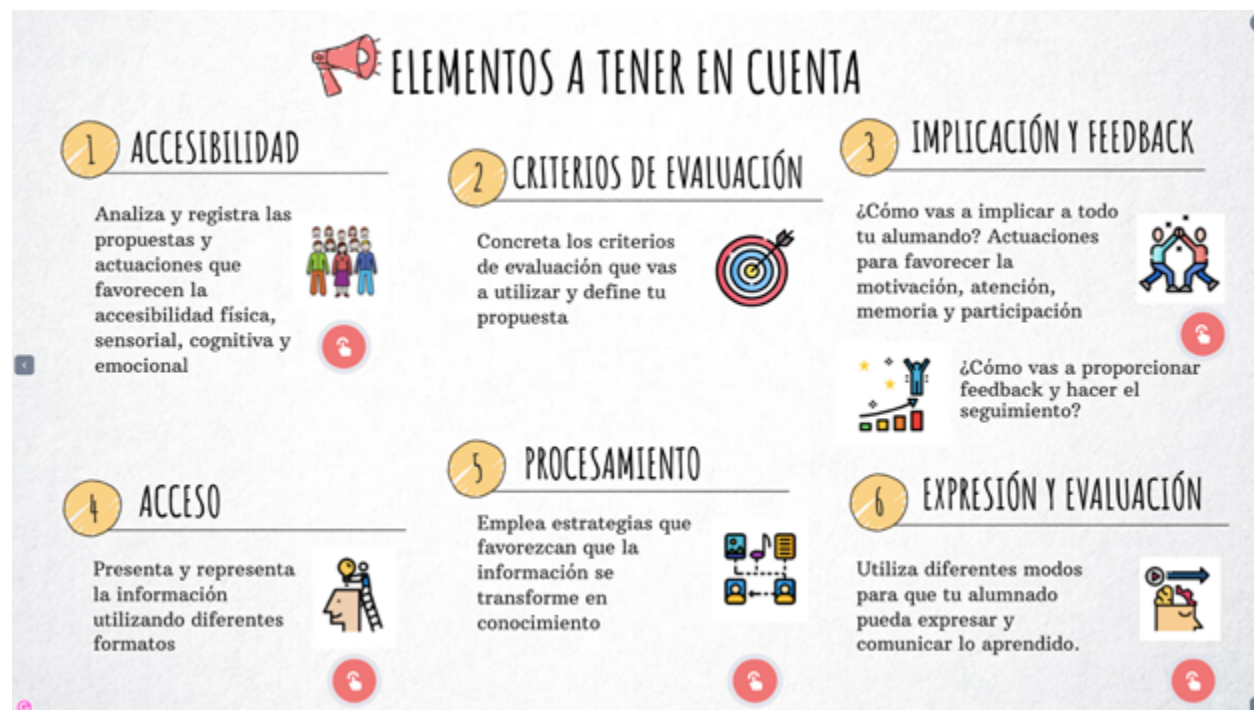 ELEMENTOS A TENER EN CUENTA
1 ACCESIBILIDAD
Analiza y registra las
propuestas y
actuaciones que
favorecen la
accesibilidad física,
sensorial, cognitiva y
emocional
2 CRITERIOS DE EVALUACIÓN
Concreta los criterios
de evaluación que vas
a utilizar y define tu
propuesta
3 IMPLICACIÓN Y FEEDBACK
¿Cómo vas a implicar a todo
tu alumando? Actuaciones
para favorecer la
motivación, atención,
memoria y participación
¿Cómo vas a proporcionar
feedback y hacer el
seguimiento?
4 ACCESO
Presenta y representa
la información
utilizando diferentes
formatos
5 PROCESAMIENTO
Emplea estrategias que
favorezcan que la
información se
transforme en
conocimiento
6 EXPRESIÓN Y EVALUACIÓN
Utiliza diferentes modos
para que tu alumnado
pueda expresar y
comunicar lo aprendido.